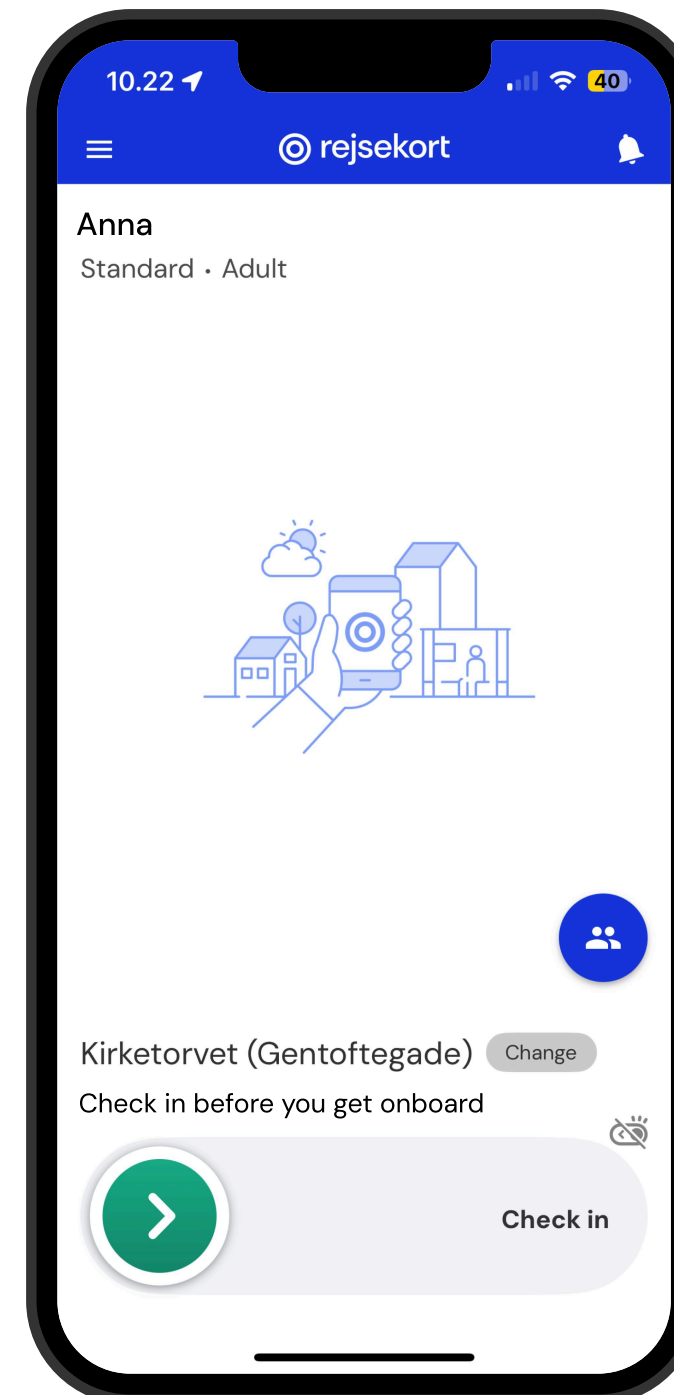 10.22
40
rejsekort
Anna
Standard • Adult
Kirketorvet (Gentoftegade) Change
Check in before you get onboard
Check in